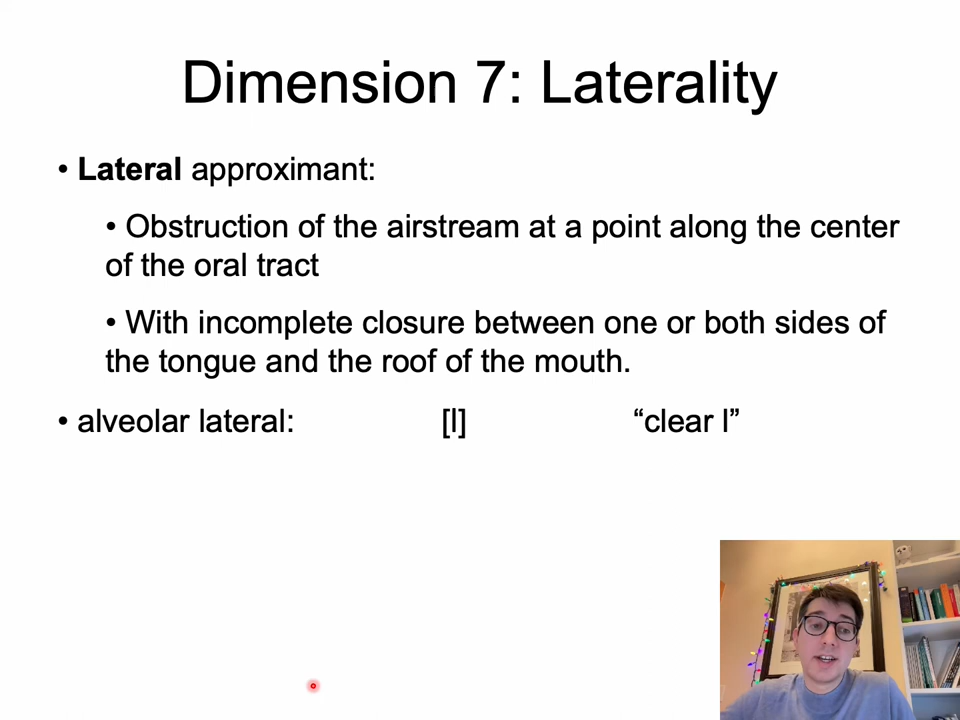 Dimension 7: Laterality
• Lateral approximant:
• Obstruction of the airstream at a point along the center
of the oral tract
• With incomplete closure between one or both sides of
the tongue and the roof of the mouth.
• alveolar lateral: [l] “clear l”